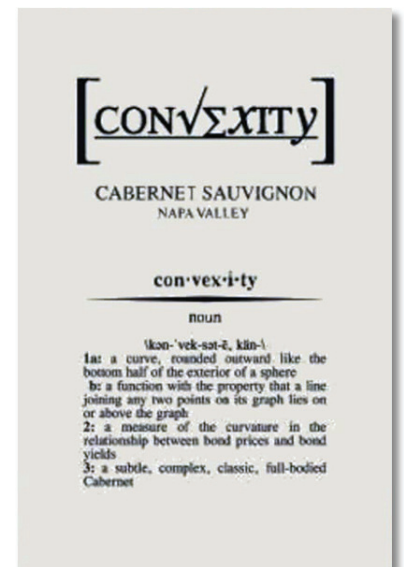 [CONV√ΣXITY]
CABERNET SAUVIGNON
NAPA VALLEY
con·vex·i·ty
noun
\kən-ˈvek-sət-ē, kän-\
1a: a curve, rounded outward like the
bottom half of the exterior of a sphere
b: a function with the property that a line
joining any two points on its graph lies on
or above the graph
2: a measure of the curvature in the
relationship between bond prices and bond
yields
3: a subtle, complex, classic, full-bodied
Cabernet